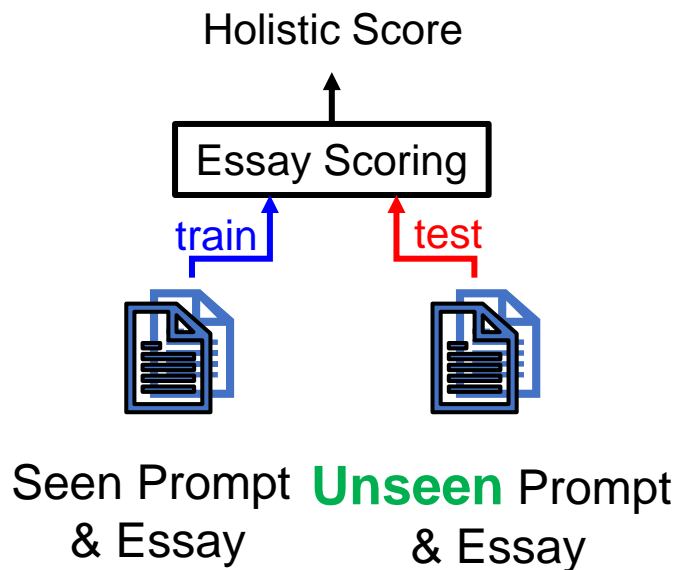 Holistic Score
Essay Scoring
train
test
Seen Prompt
& Essay
Unseen Prompt
& Essay